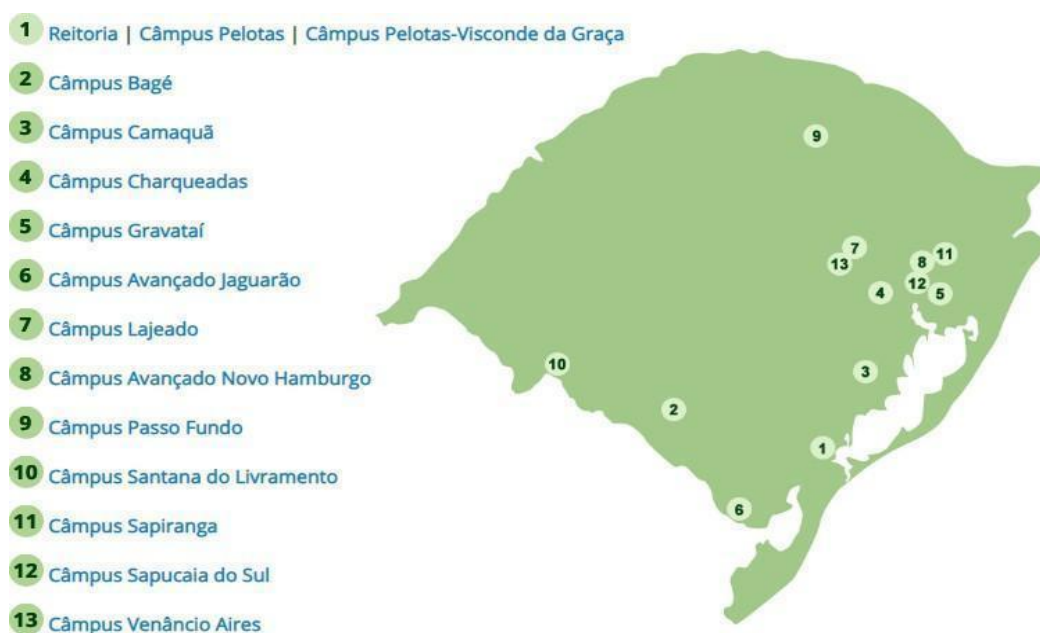 1 Reitoria | Câmpus Pelotas | Câmpus Pelotas-Visconde da Graça
2 Câmpus Bagé
3 Câmpus Camaquã
4 Câmpus Charqueadas
5 Câmpus Gravataí
6 Câmpus Avançado Jaguarão
7 Câmpus Lajeado
8 Câmpus Avançado Novo Hamburgo
9 Câmpus Passo Fundo
10 Câmpus Santana do Livramento
11 Câmpus Sapiranga
12 Câmpus Sapucaia do Sul
13 Câmpus Venâncio Aires
9
7
11
8
13
12
4
5
10
3
2
1
6